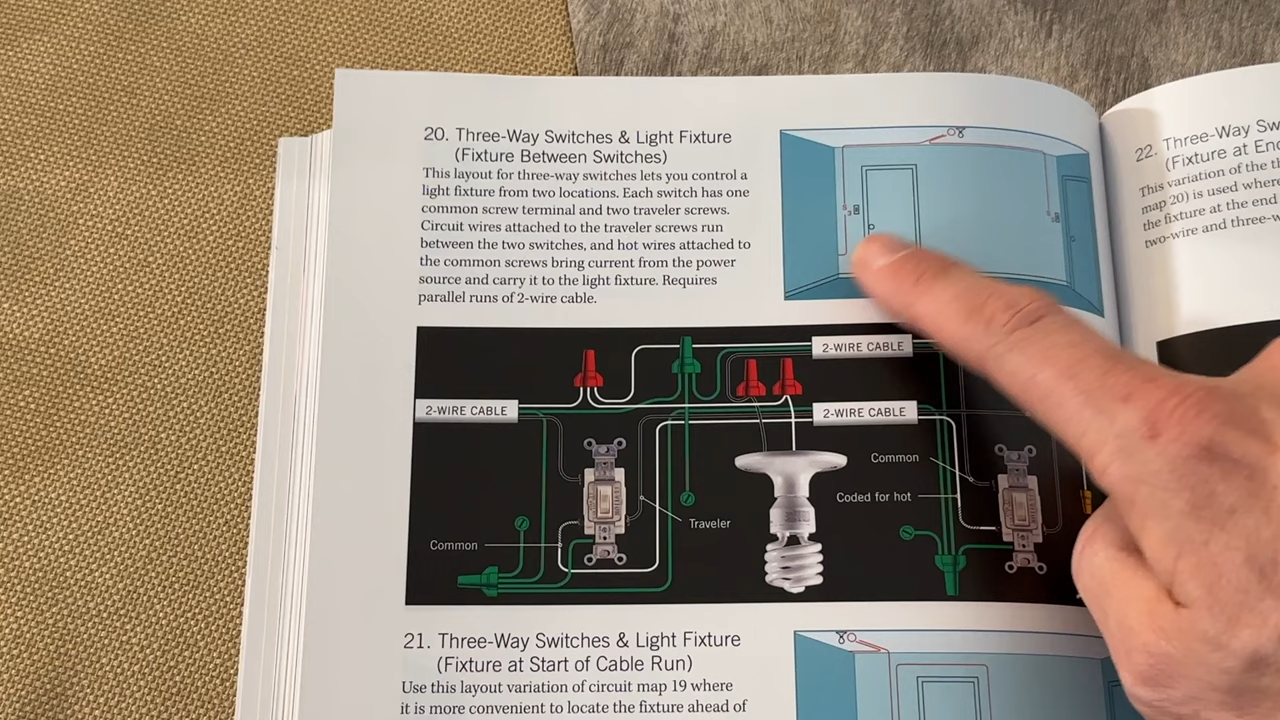 20. Three-Way Switches & Light Fixture
(Fixture Between Switches)
This layout for three-way switches lets you control a
light fixture from two locations. Each switch has one
common screw terminal and two traveler screws.
Circuit wires attached to the traveler screws run
between the two switches, and hot wires attached to
the common screws bring current from the power
source and carry it to the light fixture. Requires
parallel runs of 2-wire cable.
2-WIRE CABLE
2-WIRE CABLE
2-WIRE CABLE
Common
Coded for hot
Traveler
Common
21. Three-Way Switches & Light Fixture
(Fixture at Start of Cable Run)
Use this layout variation of circuit map 19 where
it is more convenient to locate the fixture ahead of
22. Three-Way
(Fixture at
This variation of the
map 20) is used
the fixture at the end
two-wire and